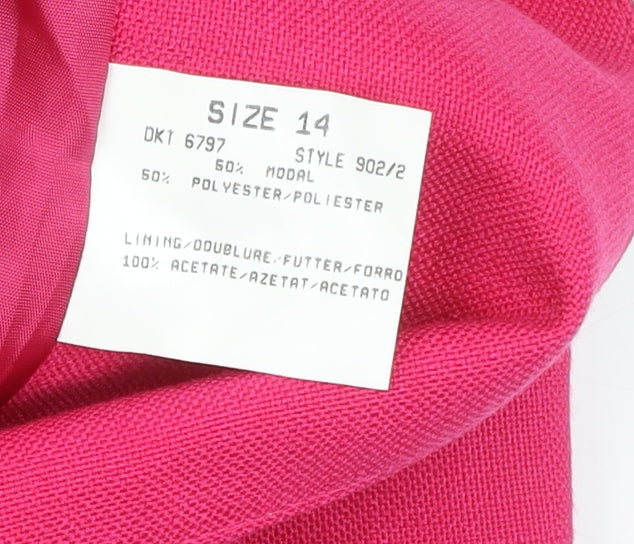 SIZE 14
DKT 6797 STYLE 902/2
50% MODAL
50% POLYESTER/POLIESTER
LINING/DOUBLURE/FUTTER/FORRO
100% ACETATE/AZETAT/ACETATO